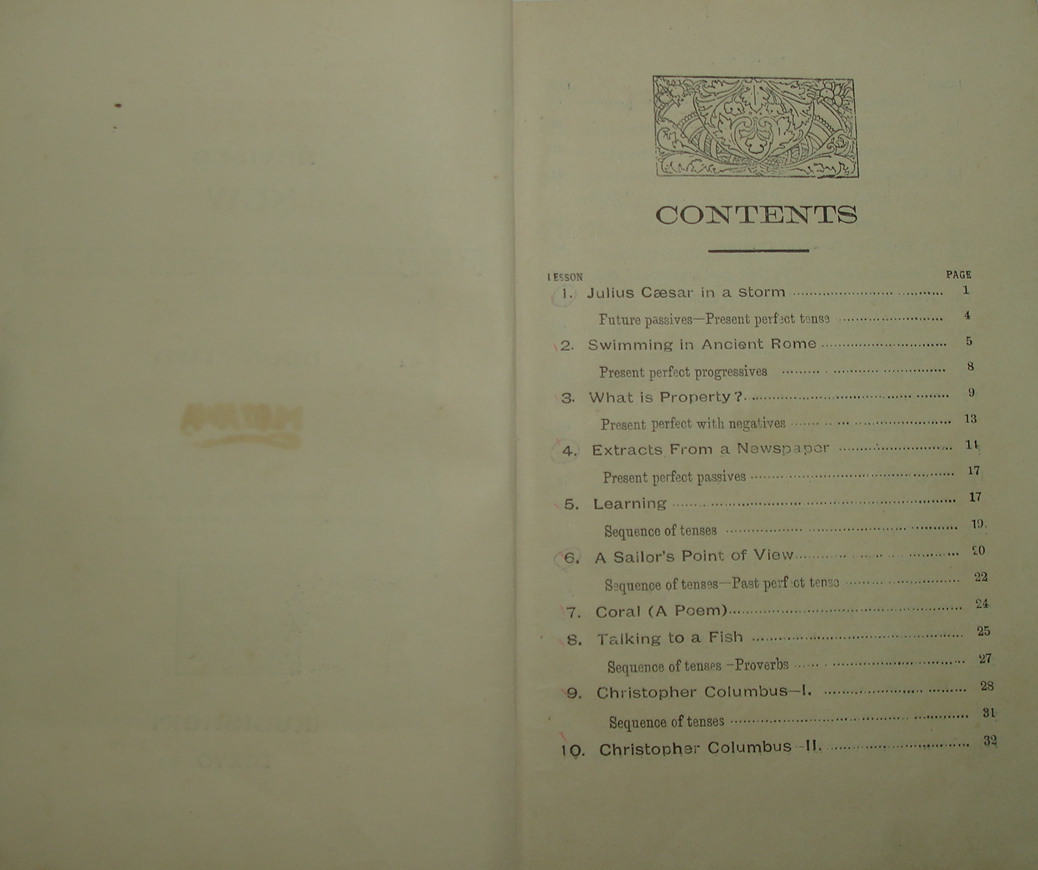 CONTENTS
LESSON PAGE
1. Julius Cæsar in a storm 1
Future passives—Present perfect tense 4
2. Swimming in Ancient Rome 5
Present perfect progressives 8
3. What is Property? 9
Present perfect with negatives 13
4. Extracts From a Newspaper 14
Present perfect passives 17
5. Learning 17
Sequence of tenses 19.
6. A Sailor's Point of View 20
Sequence of tenses—Past perfect tense 22
7. Coral (A Poem) 24
8. Talking to a Fish 25
Sequence of tenses—Proverbs 27
9. Christopher Columbus—I. 28
Sequence of tenses 31
10. Christopher Columbus—II. 32